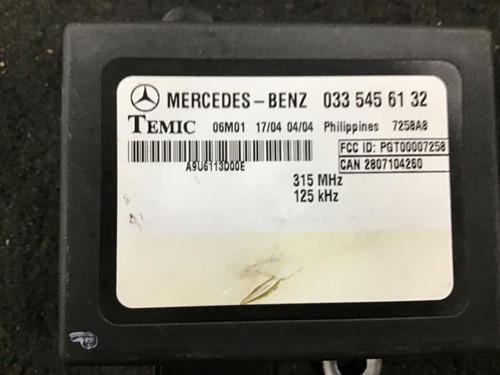 MERCEDES-BENZ 033 545 61 32
TEMIC 06M01 17/04 04/04 Philippines 7258A8
FCC ID: PGT00007258
A9U6113D00E
CAN 2807104260
315 MHz
125 kHz